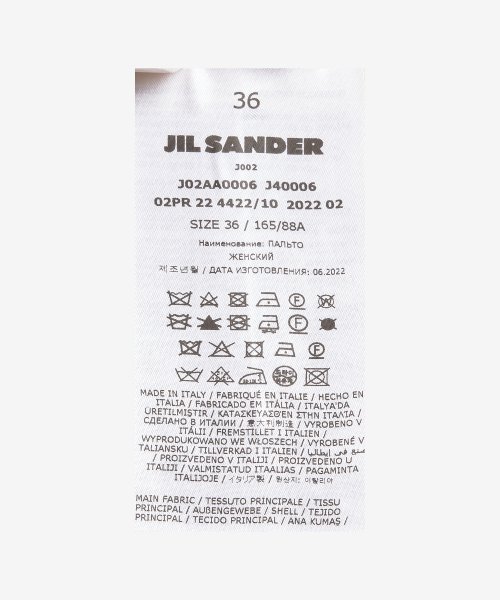 36
JIL SANDER
J002
J02AA0006 J40006
02PR 22 4422/10 2022 02
SIZE 36 / 165/88A
Наименование: ПАЛЬТО
ЖЕНСКИЙ
제조년월 / ДАТА ИЗГОТОВЛЕНИЯ: 06.2022
MADE IN ITALY / FABRIQUÉ EN ITALIE / HECHO EN
ITALIA / FABRICADO EM ITÁLIA / ITALYA'DA
ÜRETILMIŞTIR / ΚΑΤΑΣΚΕΥΑΣΘΕΝ ΣΤΗΝ ΙΤΑΛΙΑ /
СДЕЛАНО В ИТАЛИИ / 意大利制造 / VYROBENO V
ITÁLII / FREMSTILLET I ITALIEN /
WYPRODUKOWANO WE WŁOSZECH / VYROBENÉ V
TALIANSKU / TILLVERKAD I ITALIEN / صنع في إيطاليا
/ PROIZVEDENO V ITALIJI / PROIZVEDENO U
ITALIJI / VALMISTATUD ITAALIAS / PAGAMINTA
ITALIJOJE / イタリア製 / 원산지: 이탈리아
MAIN FABRIC / TESSUTO PRINCIPALE / TISSU
PRINCIPAL / AUßENGEWEBE / SHELL / TEJIDO
PRINCIPAL / TECIDO PRINCIPAL / ANA KUMAŞ /